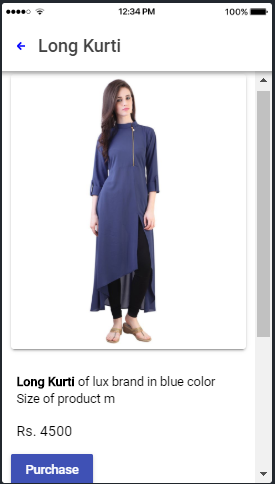 12:34 PM
100%
Long Kurti
Long Kurti of lux brand in blue color
Size of product m
Rs. 4500
Purchase